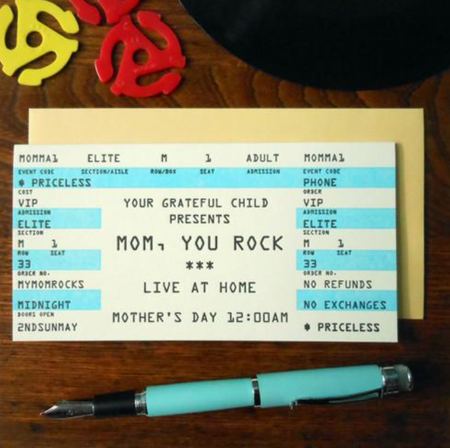 MOMMA1 ELITE M 1 ADULT MOMMA1
EVENT CODE SECTION/AISLE ROW/BOX SEAT ADMISSION EVENT CODE
* PRICELESS
COST
VIP
ADMISSION
ELITE
SECTION
M 1
ROW SEAT
33
ORDER NO.
MYMOMROCKS
MIDNIGHT
DOORS OPEN
2NDSUNMAY
YOUR GRATEFUL CHILD
PRESENTS
MOM, YOU ROCK
***
LIVE AT HOME
MOTHER'S DAY 12:00AM
PHONE
ORDER
VIP
ADMISSION
ELITE
SECTION
M 1
ROW SEAT
33
ORDER NO.
NO REFUNDS
NO EXCHANGES
* PRICELESS